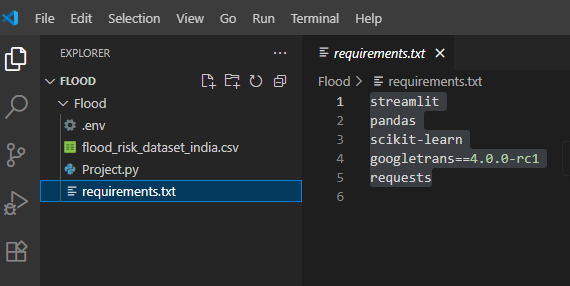 File Edit Selection View Go Run Terminal Help
EXPLORER
FLOOD
Flood
.env
flood_risk_dataset_india.csv
Project.py
requirements.txt
requirements.txt
Flood > requirements.txt
1 streamlit
2 pandas
3 scikit-learn
4 googletrans==4.0.0-rc1
5 requests
6